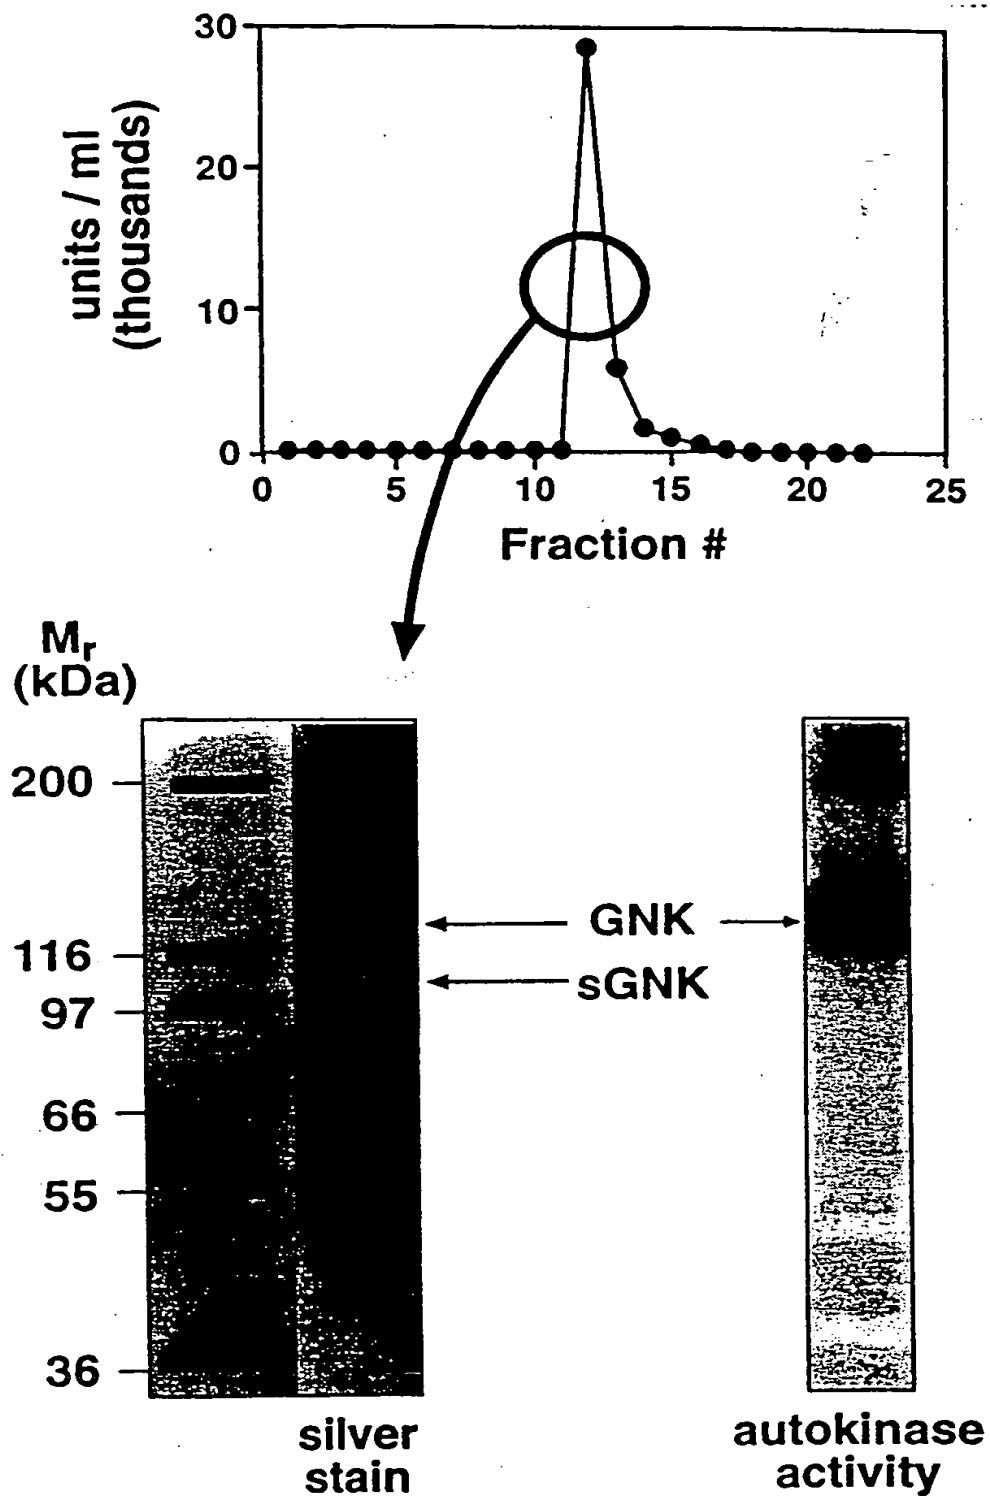 30
20
10
0
units / ml
(thousands)
0 5 10 15 20 25
Fraction #
Mr
(kDa)
200
116
97
66
55
36
GNK
sGNK
silver
stain
autokinase
activity